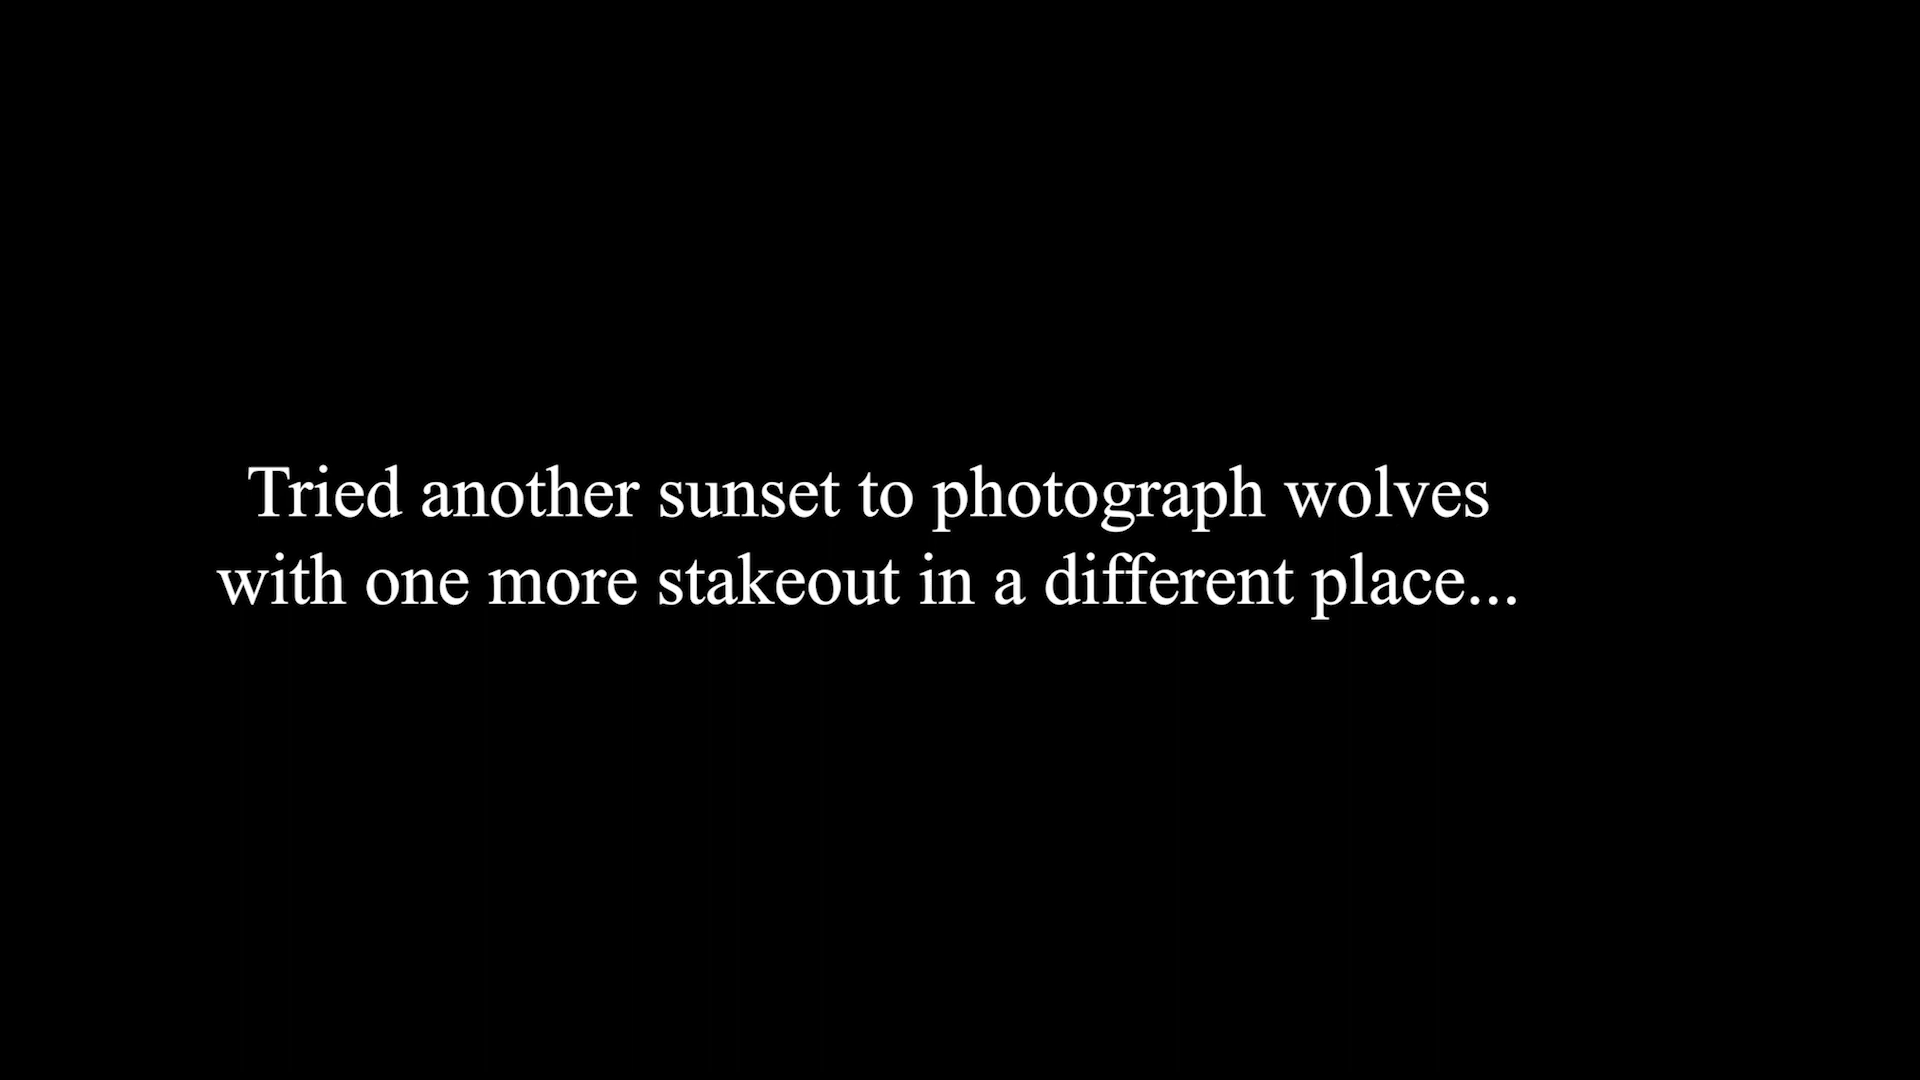 Tried another sunset to photograph wolves
with one more stakeout in a different place...